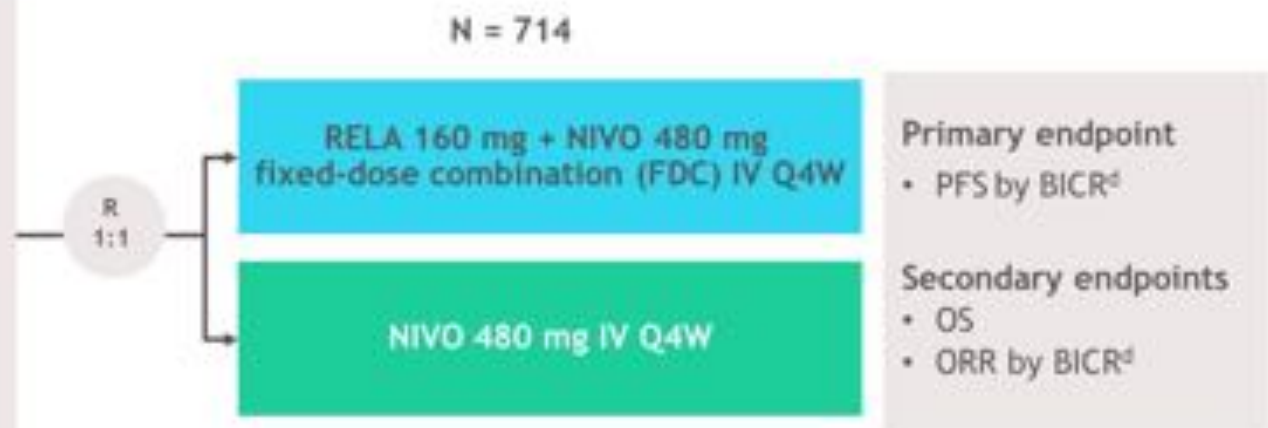 N = 714
R
1:1
RELA 160 mg + NIVO 480 mg
fixed-dose combination (FDC) IV Q4W
NIVO 480 mg IV Q4W
Primary endpoint
• PFS by BICRᵈ
Secondary endpoints
• OS
• ORR by BICRᵈ